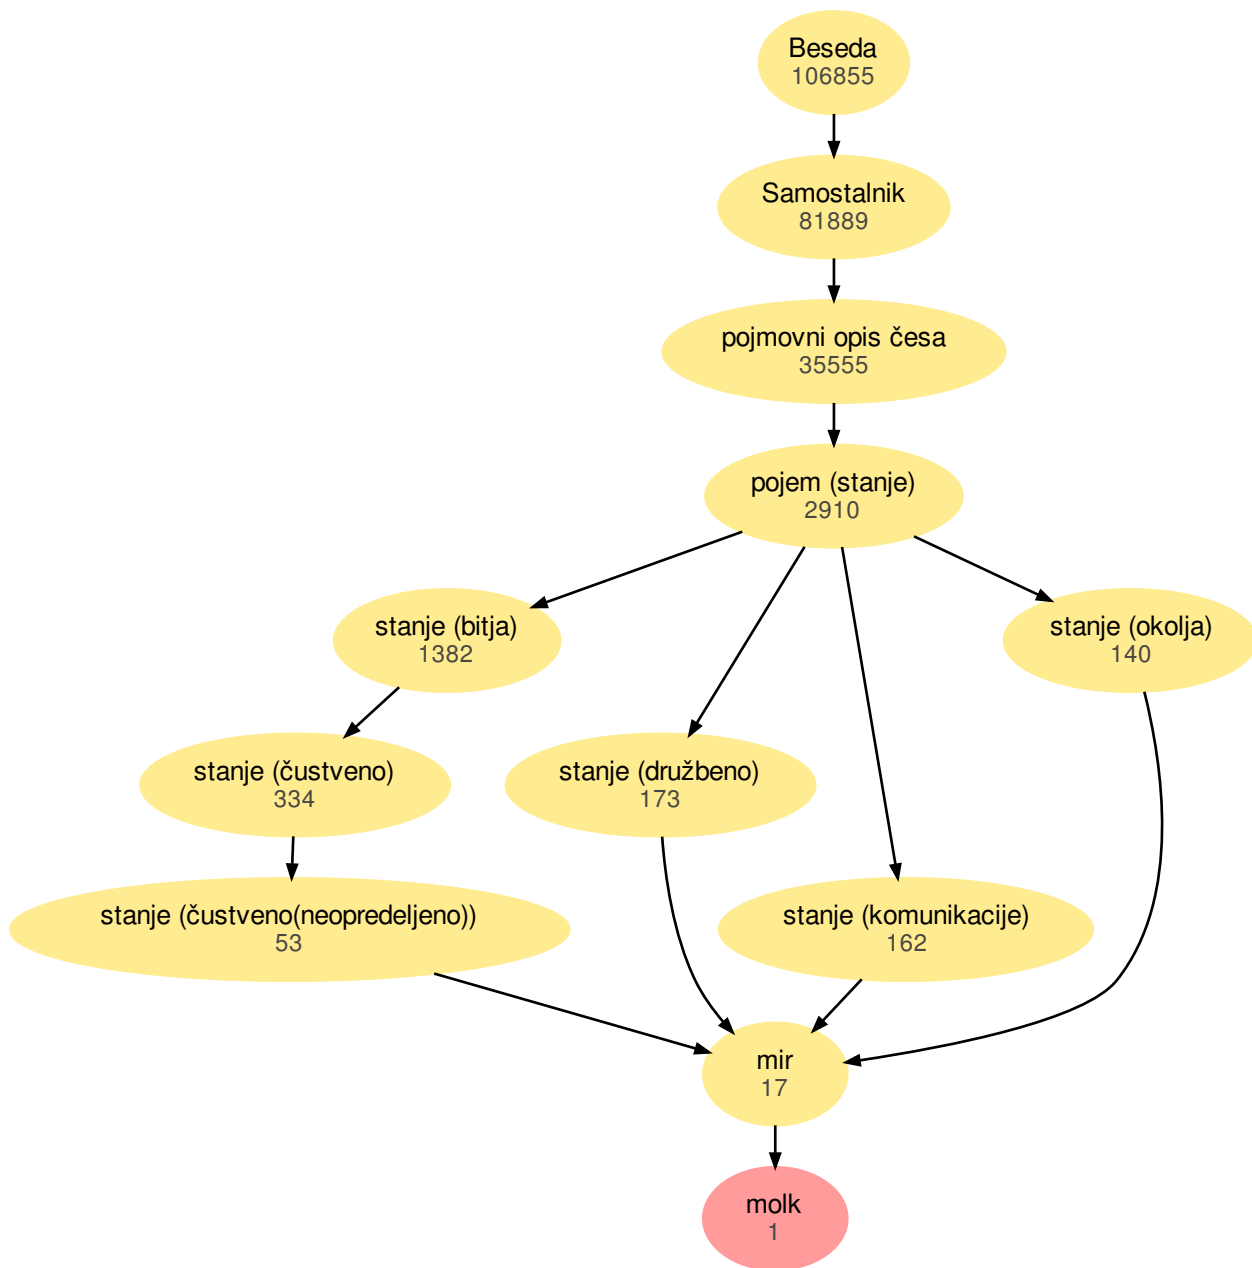 Beseda
106855
Samostalnik
81889
pojmovni opis česa
35555
pojem (stanje)
2910
stanje (bitja)
1382
stanje (okolja)
140
stanje (čustveno)
334
stanje (družbeno)
173
stanje (čustveno(neopredeljeno))
53
stanje (komunikacije)
162
mir
17
molk
1